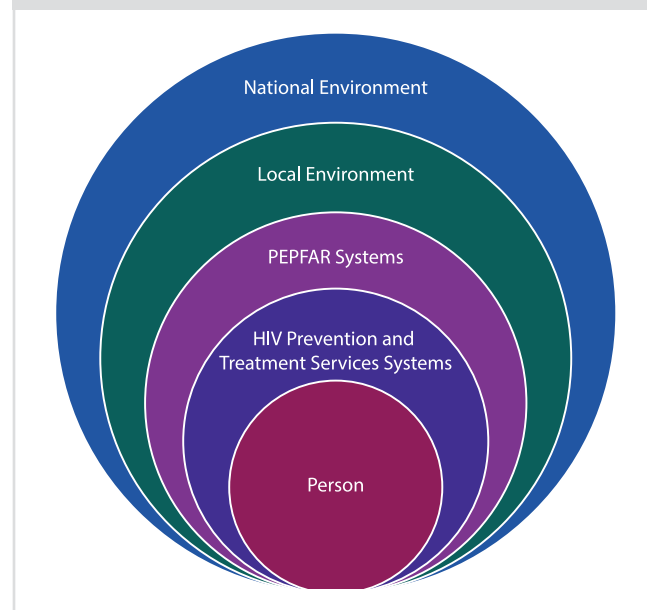 National Environment
Local Environment
PEPFAR Systems
HIV Prevention and
Treatment Services Systems
Person